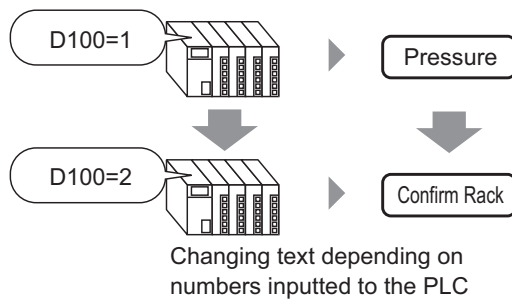 D100=1
Pressure
D100=2
Confirm Rack
Changing text depending on
numbers inputted to the PLC